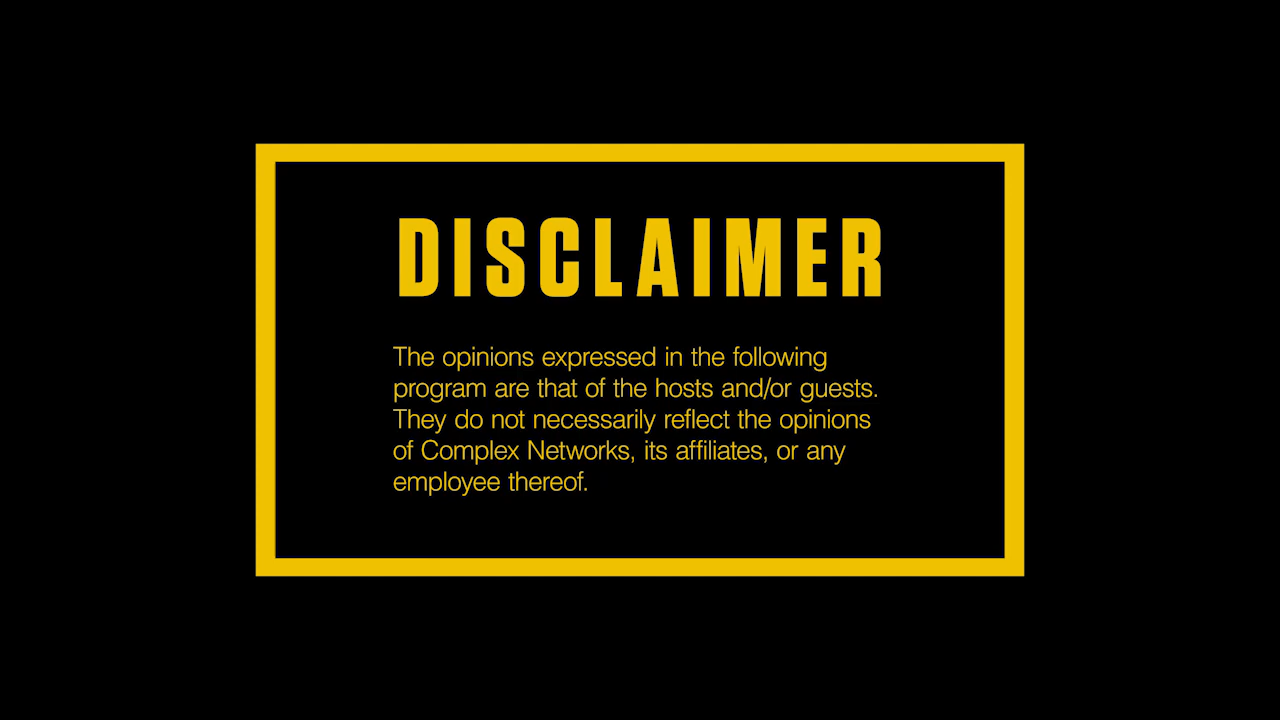 DISCLAIMER
The opinions expressed in the following
program are that of the hosts and/or guests.
They do not necessarily reflect the opinions
of Complex Networks, its affiliates, or any
employee thereof.